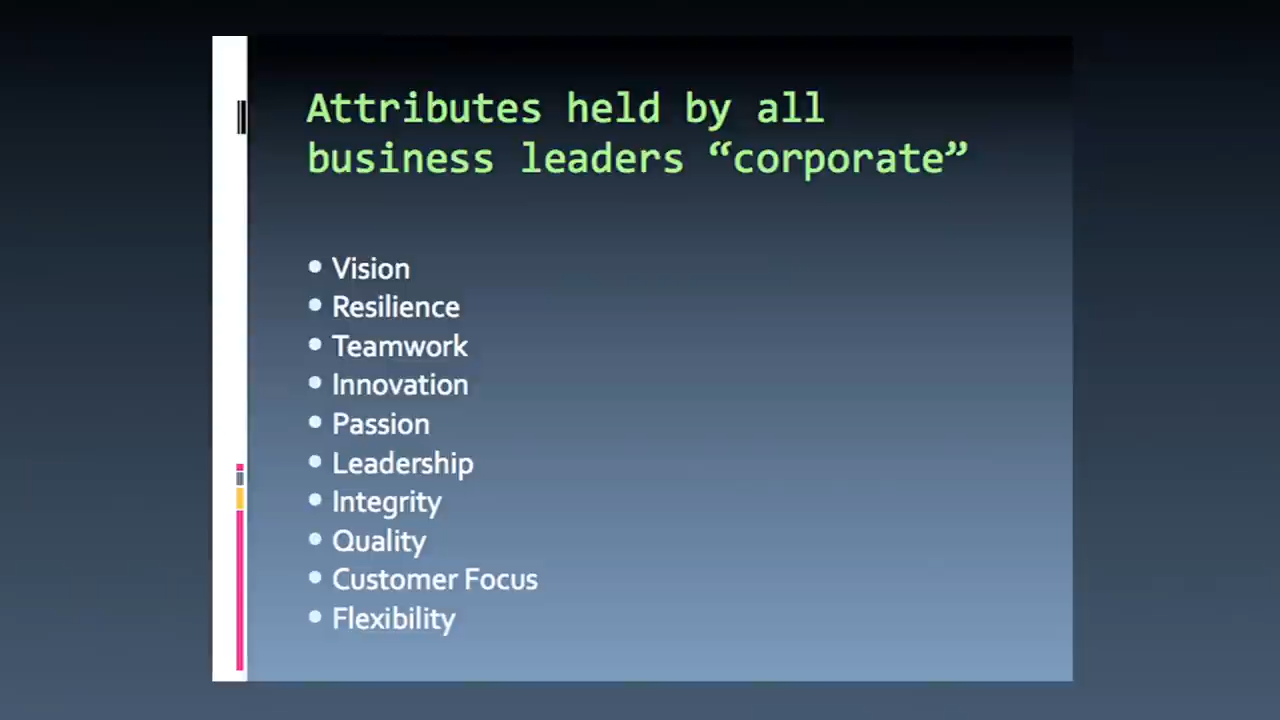 Attributes held by all
business leaders “corporate”
• Vision
• Resilience
• Teamwork
• Innovation
• Passion
• Leadership
• Integrity
• Quality
• Customer Focus
• Flexibility